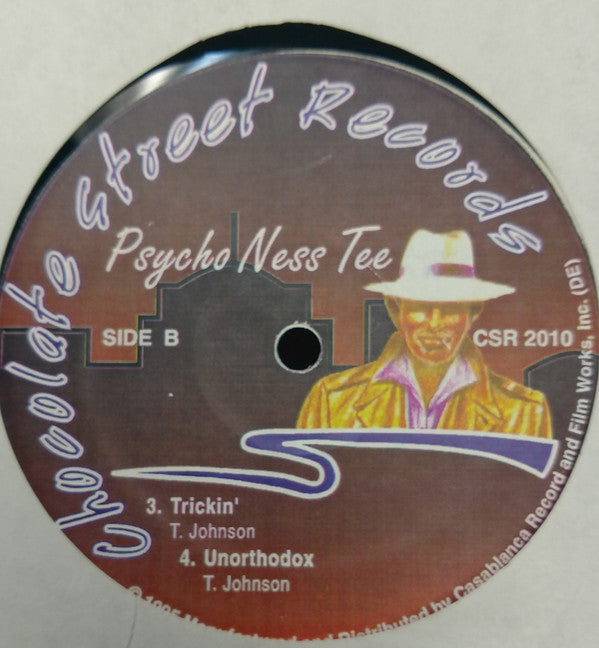 Chocolate Street Records
Psycho Ness Tee
SIDE B
CSR 2010
3. Trickin'
T. Johnson
4. Unorthodox
T. Johnson
and Distributed by Casablanca Record and Film Works, Inc. (DE)